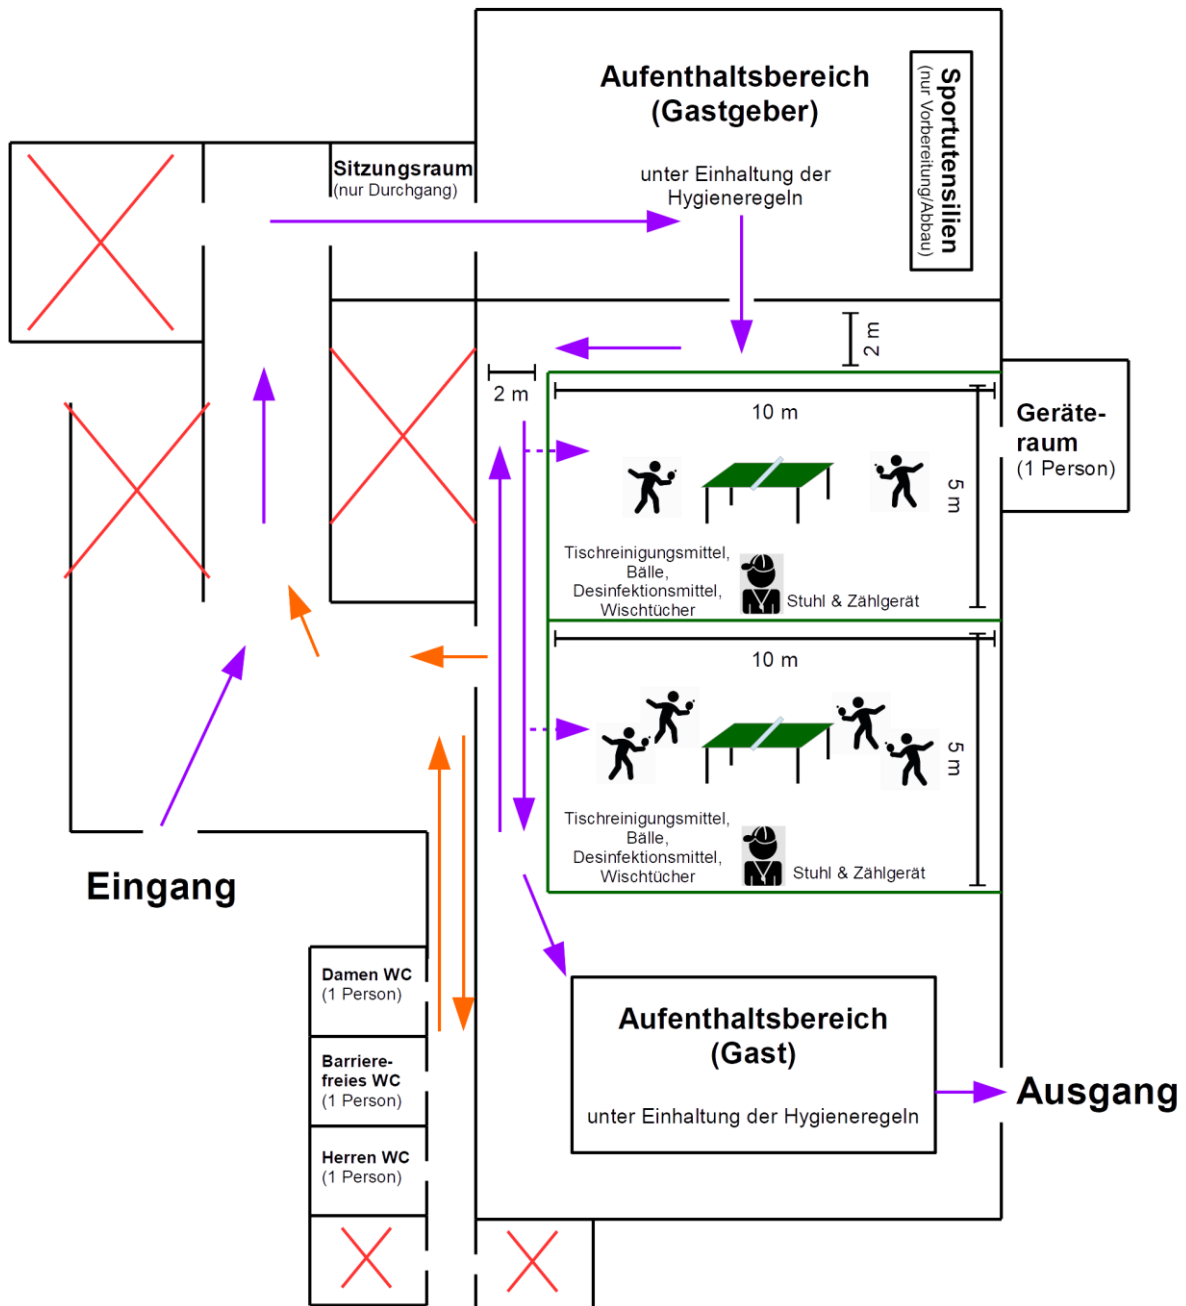 Aufenthaltsbereich
(Gastgeber)
unter Einhaltung der
Hygieneregeln
Sportutensilien
(nur Vorbereitung/Abbau)
Sitzungsraum
(nur Durchgang)
2 m
2 m
10 m
5 m
Geräte-
raum
(1 Person)
Tischreinigungsmittel,
Bälle,
Desinfektionsmittel,
Wischtücher
Stuhl & Zählgerät
10 m
5 m
Tischreinigungsmittel,
Bälle,
Desinfektionsmittel,
Wischtücher
Stuhl & Zählgerät
Eingang
Damen WC
(1 Person)
Barriere-
freies WC
(1 Person)
Herren WC
(1 Person)
Aufenthaltsbereich
(Gast)
unter Einhaltung der Hygieneregeln
Ausgang